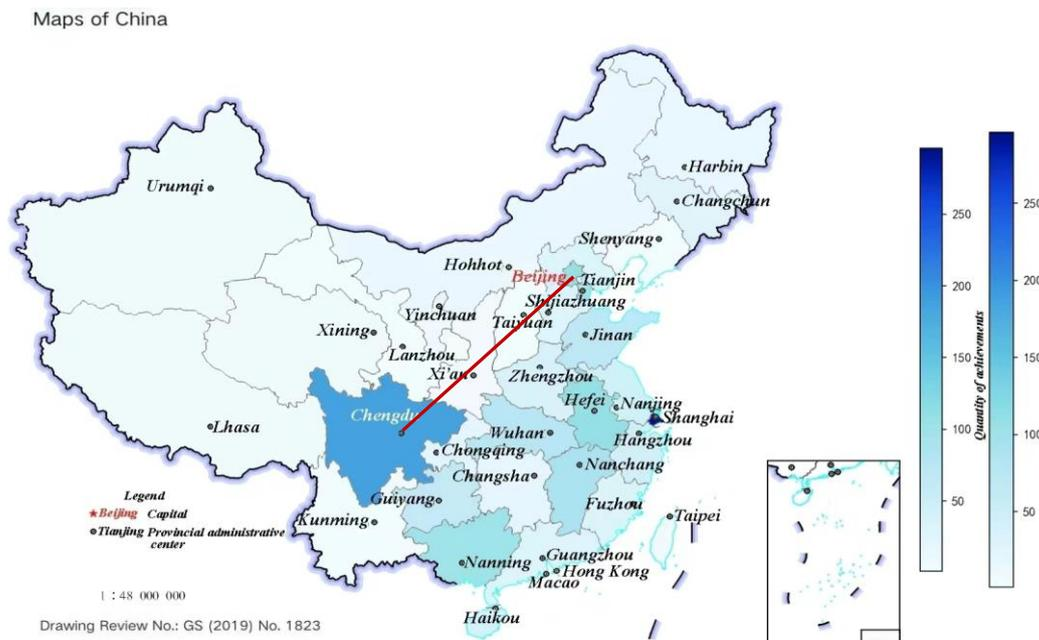 Maps of China
Harbin
Urumqi
Changchun
Shenyang
Hohhot
Beijing
Tianjin
Shijiazhuang
Yinchuan
Taiyuan
Xining
Jinan
Lanzhou
Xi'an
Zhengzhou
Hefei
Nanjing
Chengdu
Shanghai
Lhasa
Wuhan
Hangzhou
Chongqing
Nanchang
Changsha
Guiyang
Fuzhou
Kunming
Taipei
Guangzhou
Nanning
Hong Kong
Macao
Haikou
Legend
★Beijing Capital
Tianjing Provincial administrative
center
1:48 000 000
Drawing Review No.: GS (2019) No. 1823
250
200
150
100
50
Quantity of achievements
250
200
150
100
50